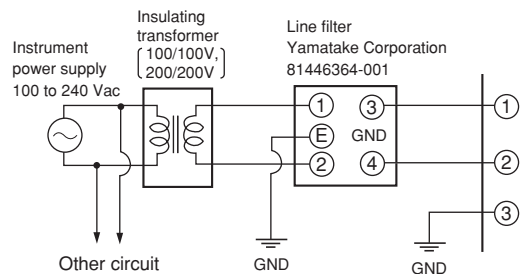 Instrument
power supply
100 to 240 Vac
Insulating
transformer
100/100V,
200/200V
Line filter
Yamatake Corporation
81446364-001
1
3
E
GND
2
4
1
2
3
Other circuit
GND
GND